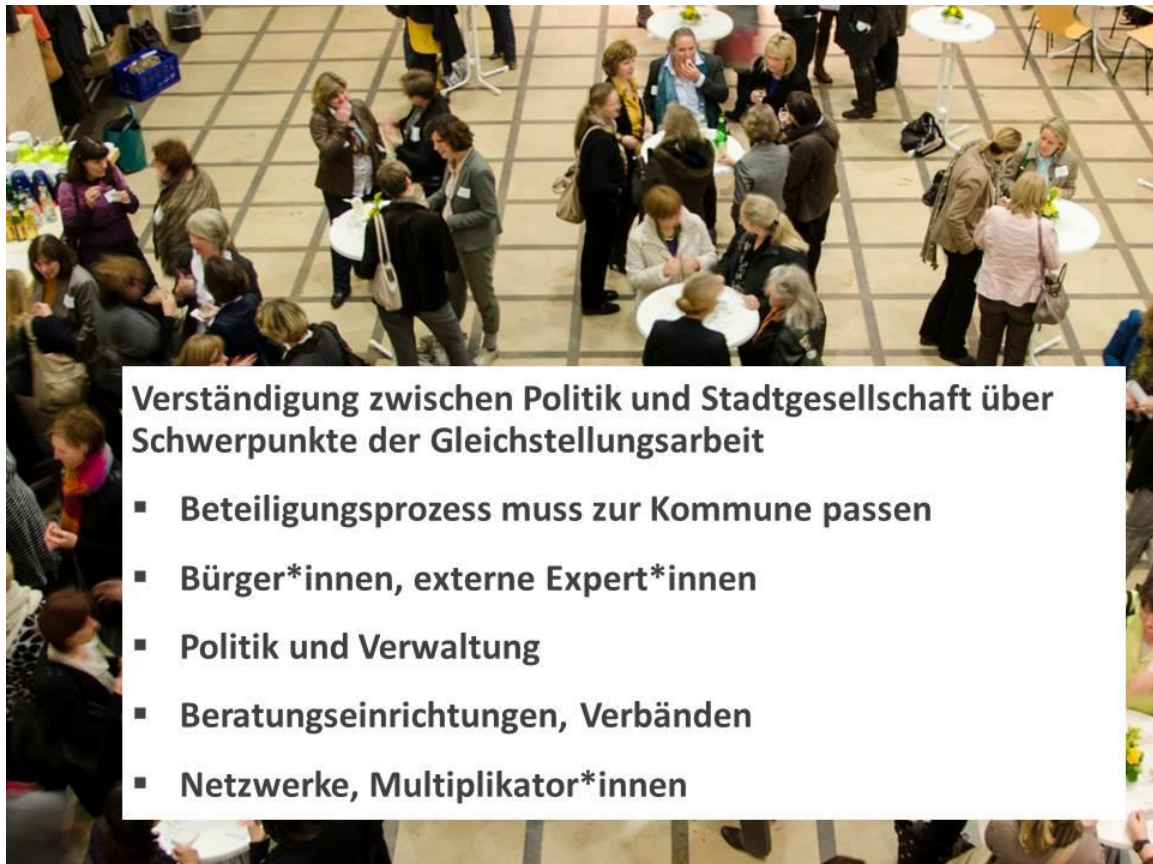 Verständigung zwischen Politik und Stadtgesellschaft über
Schwerpunkte der Gleichstellungsarbeit
▪ Beteiligungsprozess muss zur Kommune passen
▪ Bürger*innen, externe Expert*innen
▪ Politik und Verwaltung
▪ Beratungseinrichtungen, Verbänden
▪ Netzwerke, Multiplikator*innen